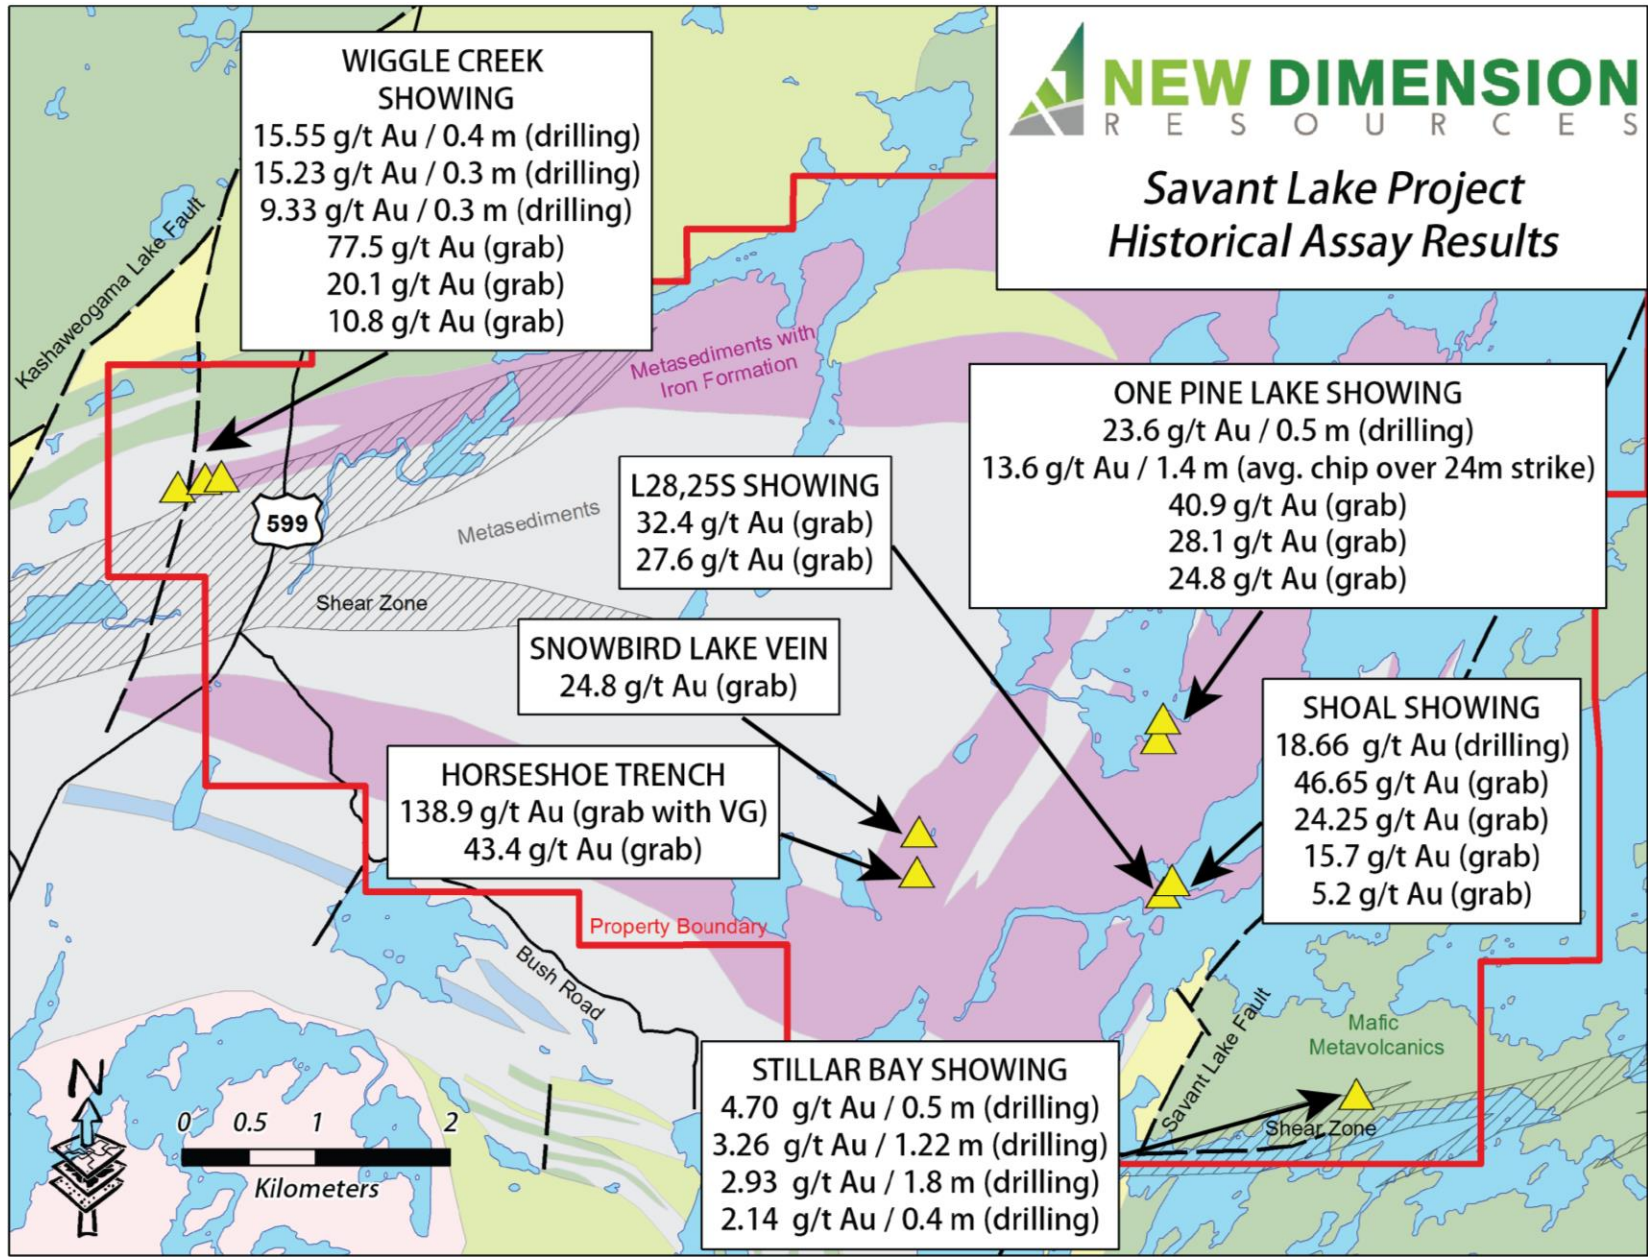 WIGGLE CREEK
SHOWING
15.55 g/t Au / 0.4 m (drilling)
15.23 g/t Au / 0.3 m (drilling)
9.33 g/t Au / 0.3 m (drilling)
77.5 g/t Au (grab)
20.1 g/t Au (grab)
10.8 g/t Au (grab)
NEW DIMENSION
RESOURCES
Savant Lake Project
Historical Assay Results
Kashaweogama Lake Fault
Metasediments with
Iron Formation
ONE PINE LAKE SHOWING
23.6 g/t Au / 0.5 m (drilling)
13.6 g/t Au / 1.4 m (avg. chip over 24m strike)
40.9 g/t Au (grab)
28.1 g/t Au (grab)
24.8 g/t Au (grab)
L28,25S SHOWING
32.4 g/t Au (grab)
27.6 g/t Au (grab)
599
Metasediments
Shear Zone
SNOWBIRD LAKE VEIN
24.8 g/t Au (grab)
SHOAL SHOWING
18.66 g/t Au (drilling)
46.65 g/t Au (grab)
24.25 g/t Au (grab)
15.7 g/t Au (grab)
5.2 g/t Au (grab)
HORSESHOE TRENCH
138.9 g/t Au (grab with VG)
43.4 g/t Au (grab)
Property Boundary
Bush Road
Savant Lake Fault
Mafic
Metavolcanics
Shear Zone
STILLAR BAY SHOWING
4.70 g/t Au / 0.5 m (drilling)
3.26 g/t Au / 1.22 m (drilling)
2.93 g/t Au / 1.8 m (drilling)
2.14 g/t Au / 0.4 m (drilling)
N
0 0.5 1 2
Kilometers